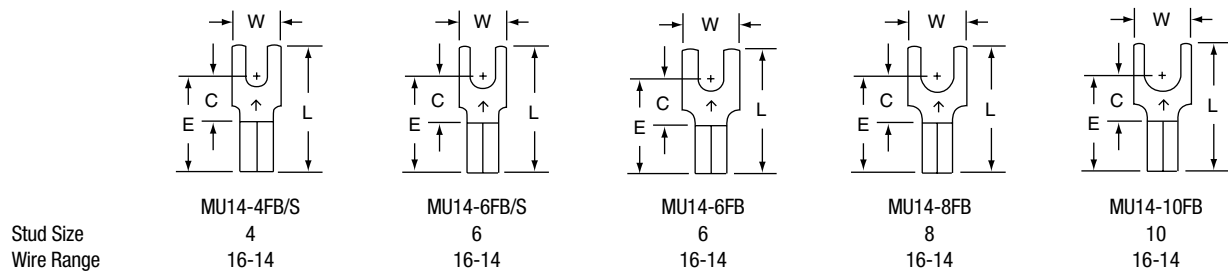 W W W W W
C C C C C
E L E L E L E L E L
MU14-4FB/S MU14-6FB/S MU14-6FB MU14-8FB MU14-10FB
Stud Size 4 6 6 8 10
Wire Range 16-14 16-14 16-14 16-14 16-14